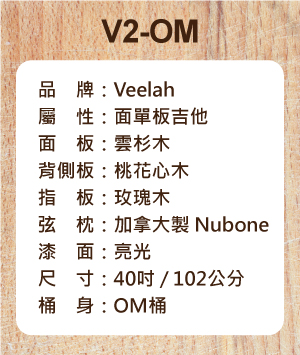 V2-OM
品　牌：Veelah
屬　性：面單板吉他
面　板：雲杉木
背側板：桃花心木
指　板：玫瑰木
弦　枕：加拿大製 Nubone
漆　面：亮光
尺　寸：40吋 / 102公分
桶　身：OM桶